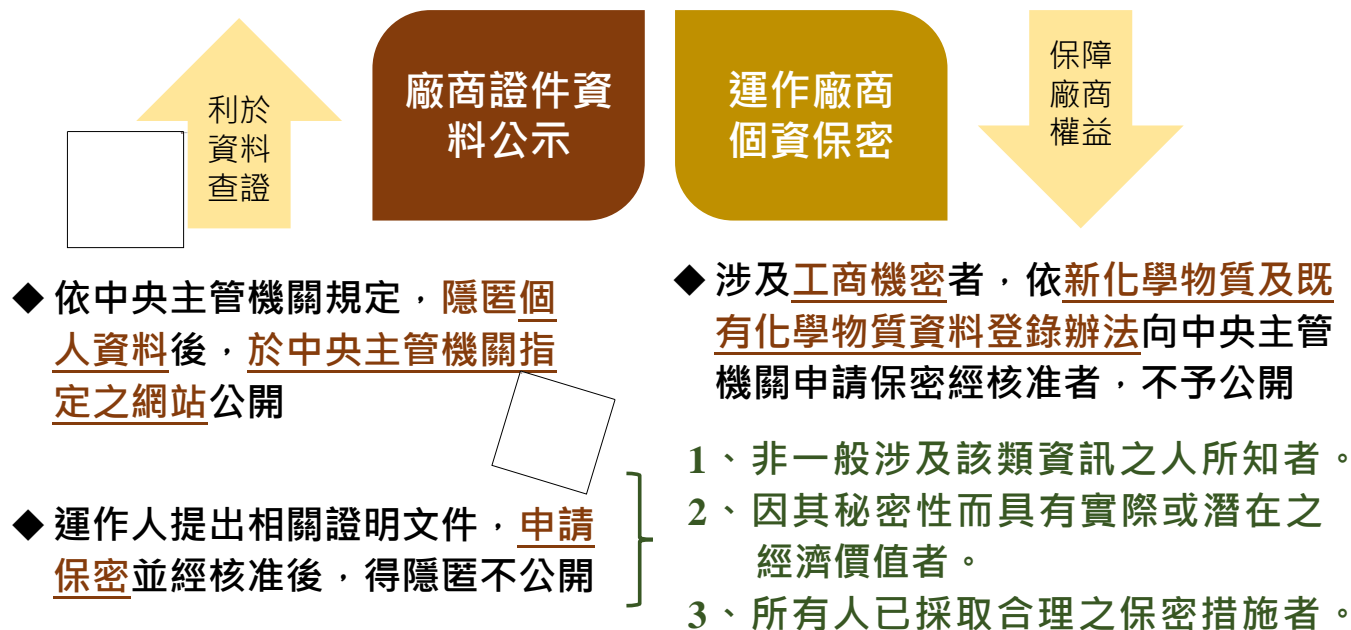 利於
資料
查證
廠商證件資
料公示
運作廠商
個資保密
保障
廠商
權益
◆依中央主管機關規定，隱匿個
人資料後，於中央主管機關指
定之網站公開
◆運作人提出相關證明文件，申請
保密並經核准後，得隱匿不公開
◆涉及工商機密者，依新化學物質及既
有化學物質資料登錄辦法向中央主管
機關申請保密經核准者，不予公開
1、非一般涉及該類資訊之人所知者。
2、因其秘密性而具有實際或潛在之
經濟價值者。
3、所有人已採取合理之保密措施者。